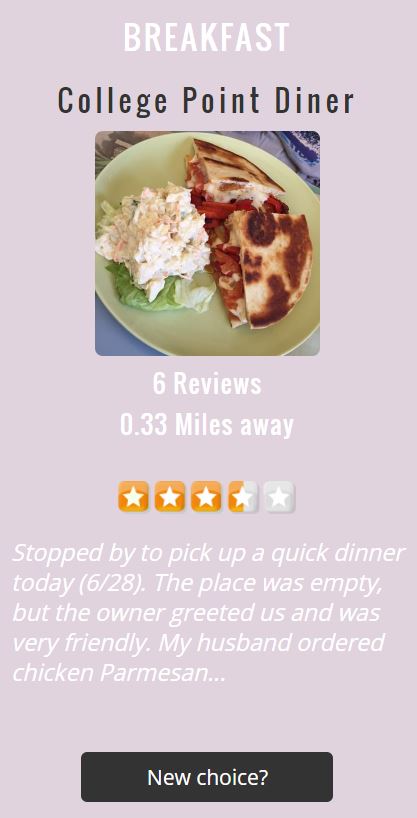 BREAKFAST
College Point Diner
6 Reviews
0.33 Miles away
Stopped by to pick up a quick dinner
today (6/28). The place was empty,
but the owner greeted us and was
very friendly. My husband ordered
chicken Parmesan...
New choice?